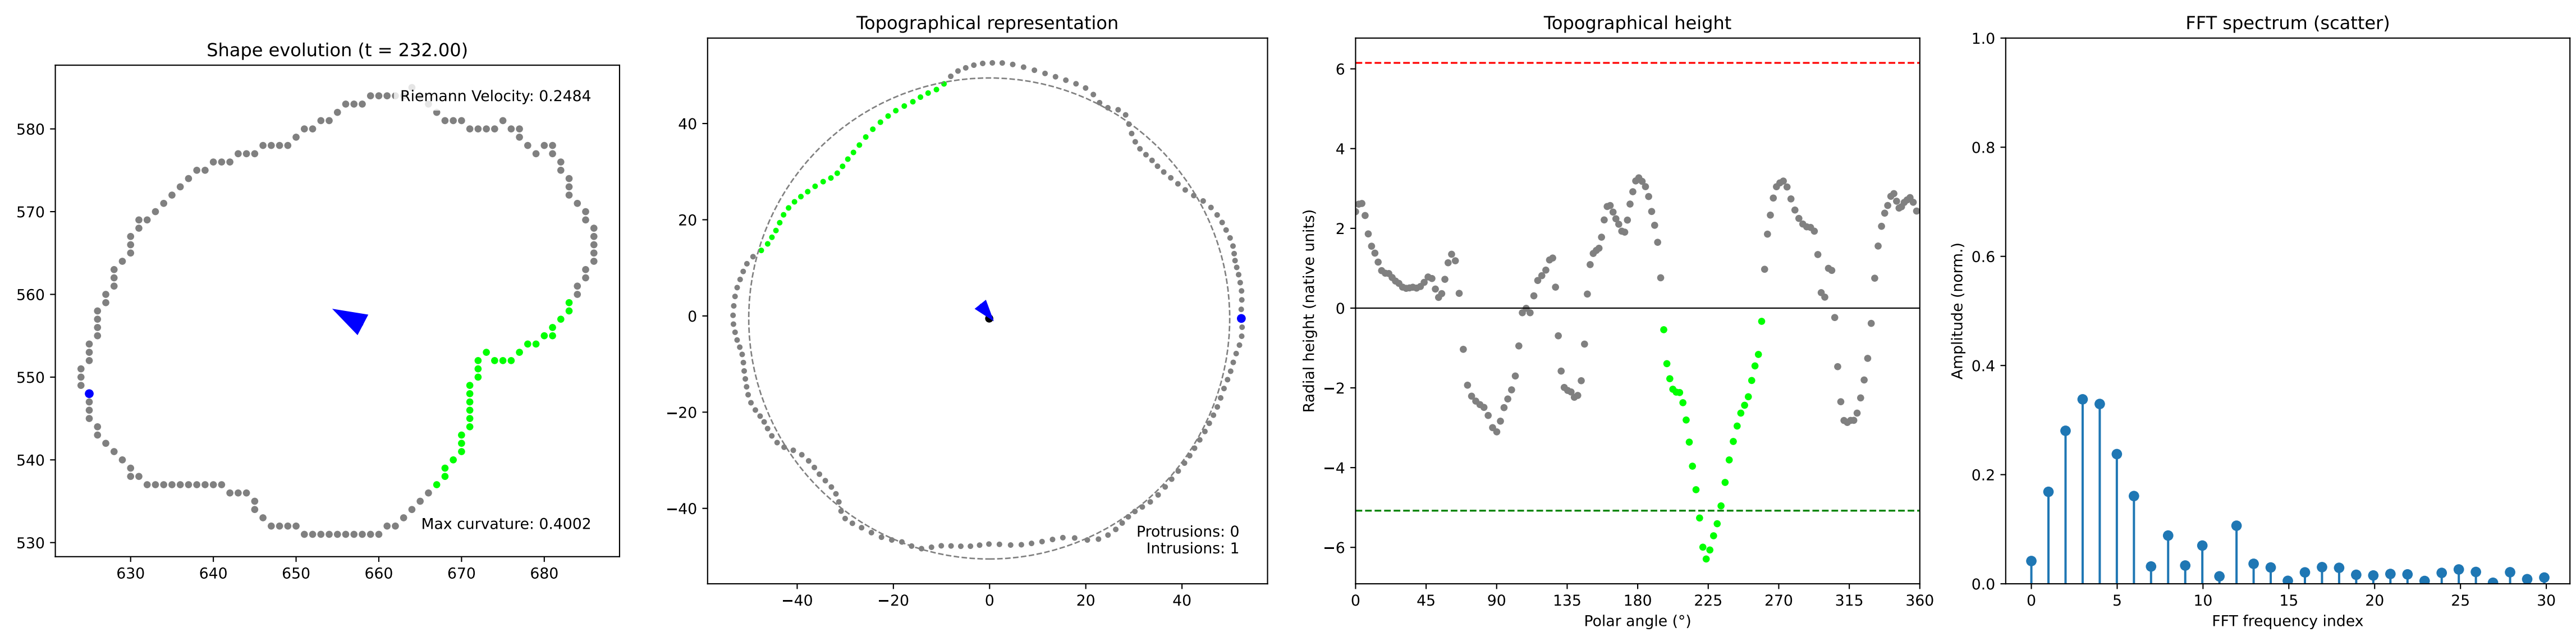 Shape evolution (t = 232.00)
Riemann Velocity: 0.2484
Max curvature: 0.4002
580
570
560
550
540
530
630 640 650 660 670 680
Topographical representation
Protrusions: 0
Intrusions: 1
40
20
0
−20
−40
−40 −20 0 20 40
Topographical height
Radial height (native units)
6
4
2
0
−2
−4
−6
0 45 90 135 180 225 270 315 360
Polar angle (°)
FFT spectrum (scatter)
Amplitude (norm.)
1.0
0.8
0.6
0.4
0.2
0.0
0 5 10 15 20 25 30
FFT frequency index